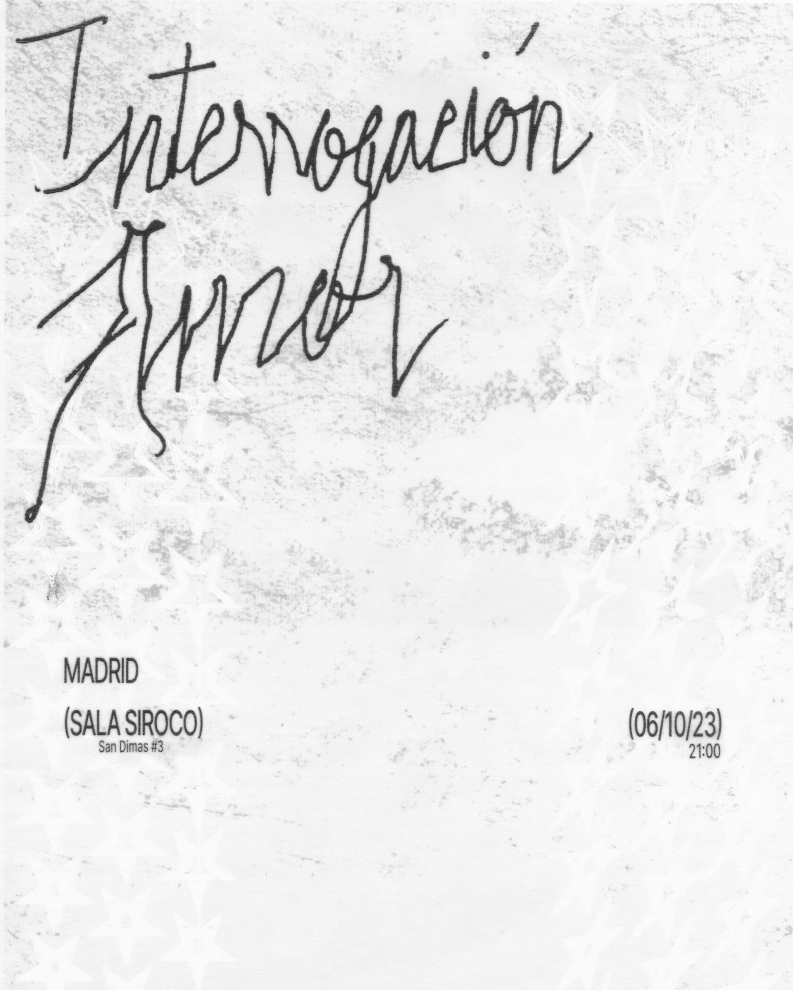 Interrogación
Amor
MADRID
(SALA SIROCO)
San Dimas #3
(06/10/23)
21:00